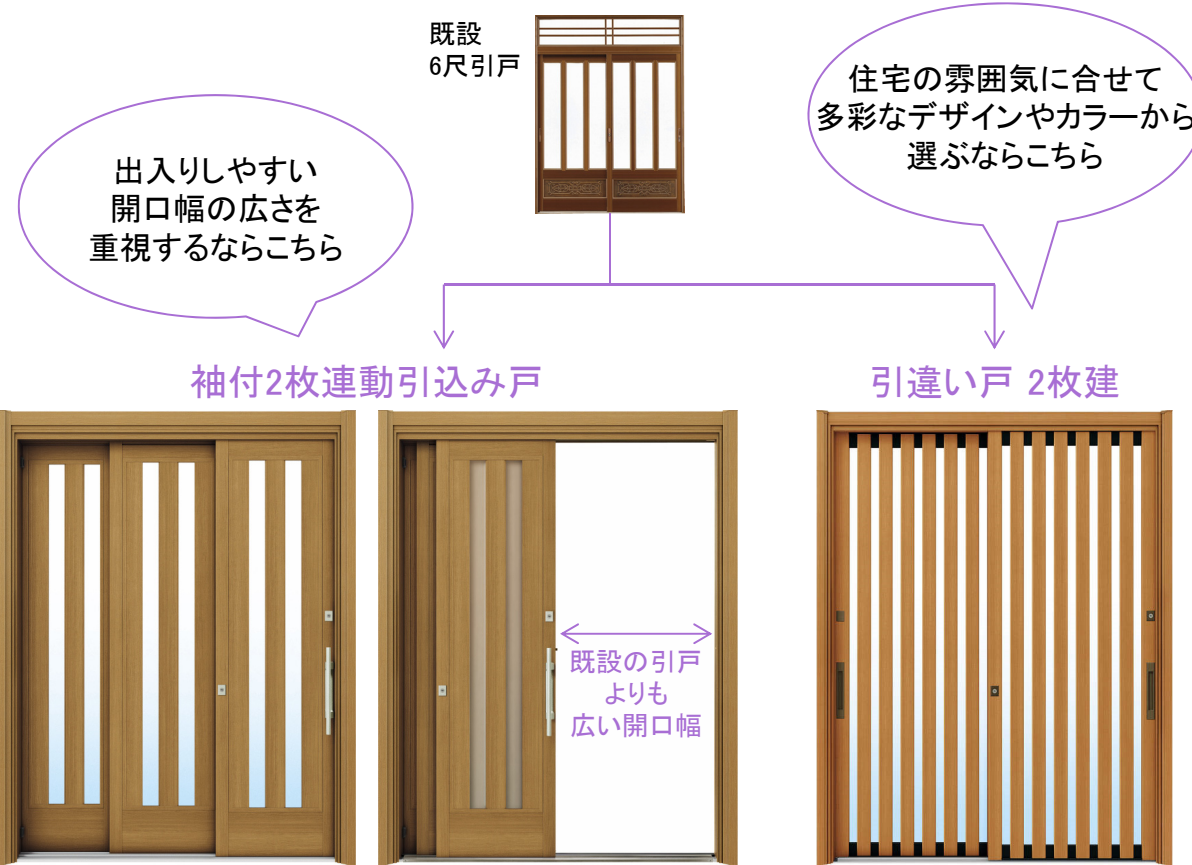 既設
6尺引戸
住宅の雰囲気に合せて
多彩なデザインやカラーから
選ぶならこちら
出入りしやすい
開口幅の広さを
重視するならこちら
袖付2枚連動引込み戸
引違い戸 2枚建
既設の引戸
よりも
広い開口幅